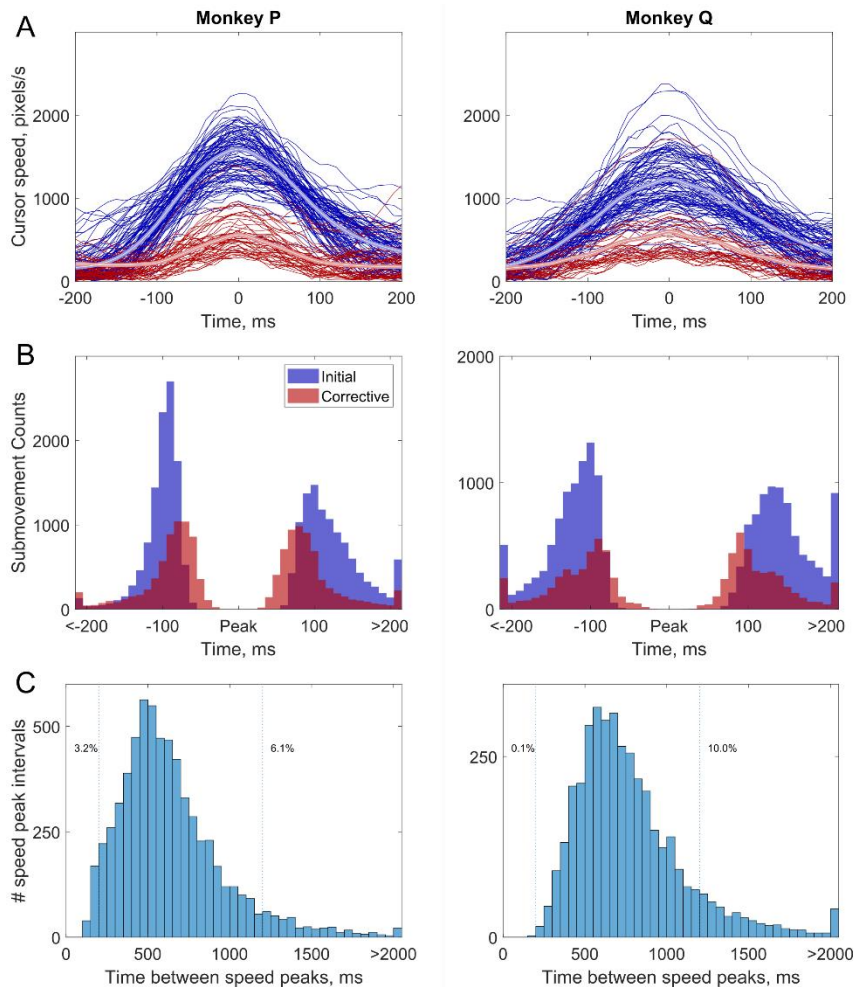 A
Monkey P
Monkey Q
Cursor speed, pixels/s
2000
1000
0
-200 -100 0 100 200
Time, ms
2000
1000
0
-200 -100 0 100 200
Time, ms
B
Submovement Counts
2000
1000
0
Initial
Corrective
<-200 -100 Peak 100 >200
Time, ms
2000
1000
0
<-200 -100 Peak 100 >200
Time, ms
C
# speed peak intervals
500
250
0
3.2%
6.1%
0 500 1000 1500 >2000
Time between speed peaks, ms
250
0
0.1%
10.0%
0 500 1000 1500 >2000
Time between speed peaks, ms